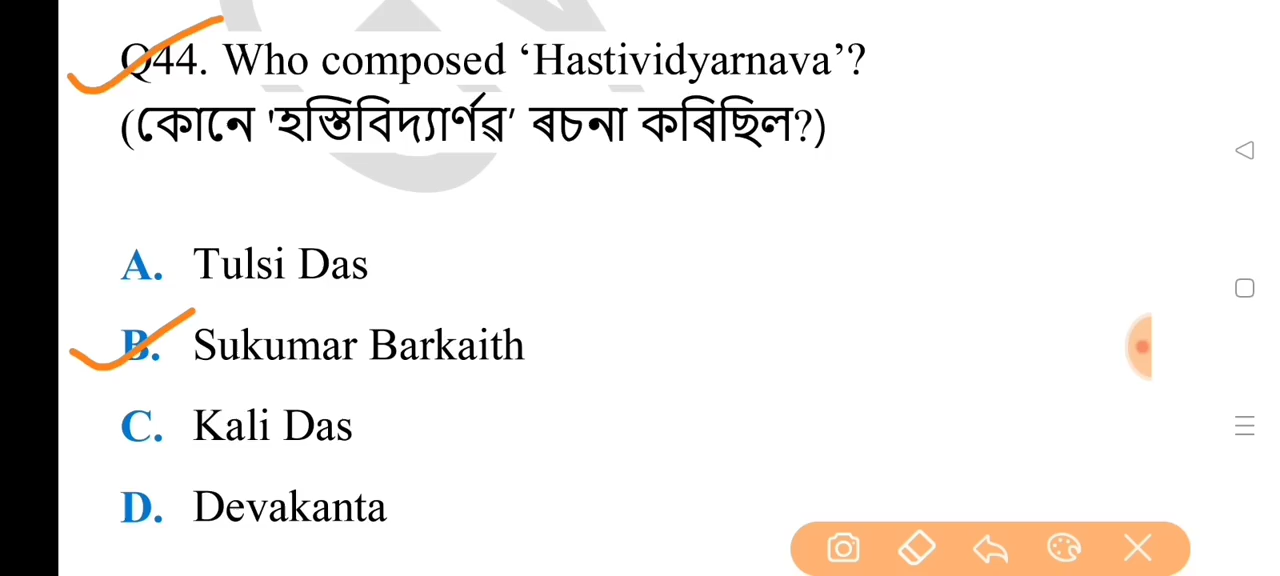 Q44. Who composed ‘Hastividyarnava’?
(কোনে 'হস্তিবিদ্যাৰ্ণৱ’ ৰচনা কৰিছিল?)
A. Tulsi Das
B. Sukumar Barkaith
C. Kali Das
D. Devakanta